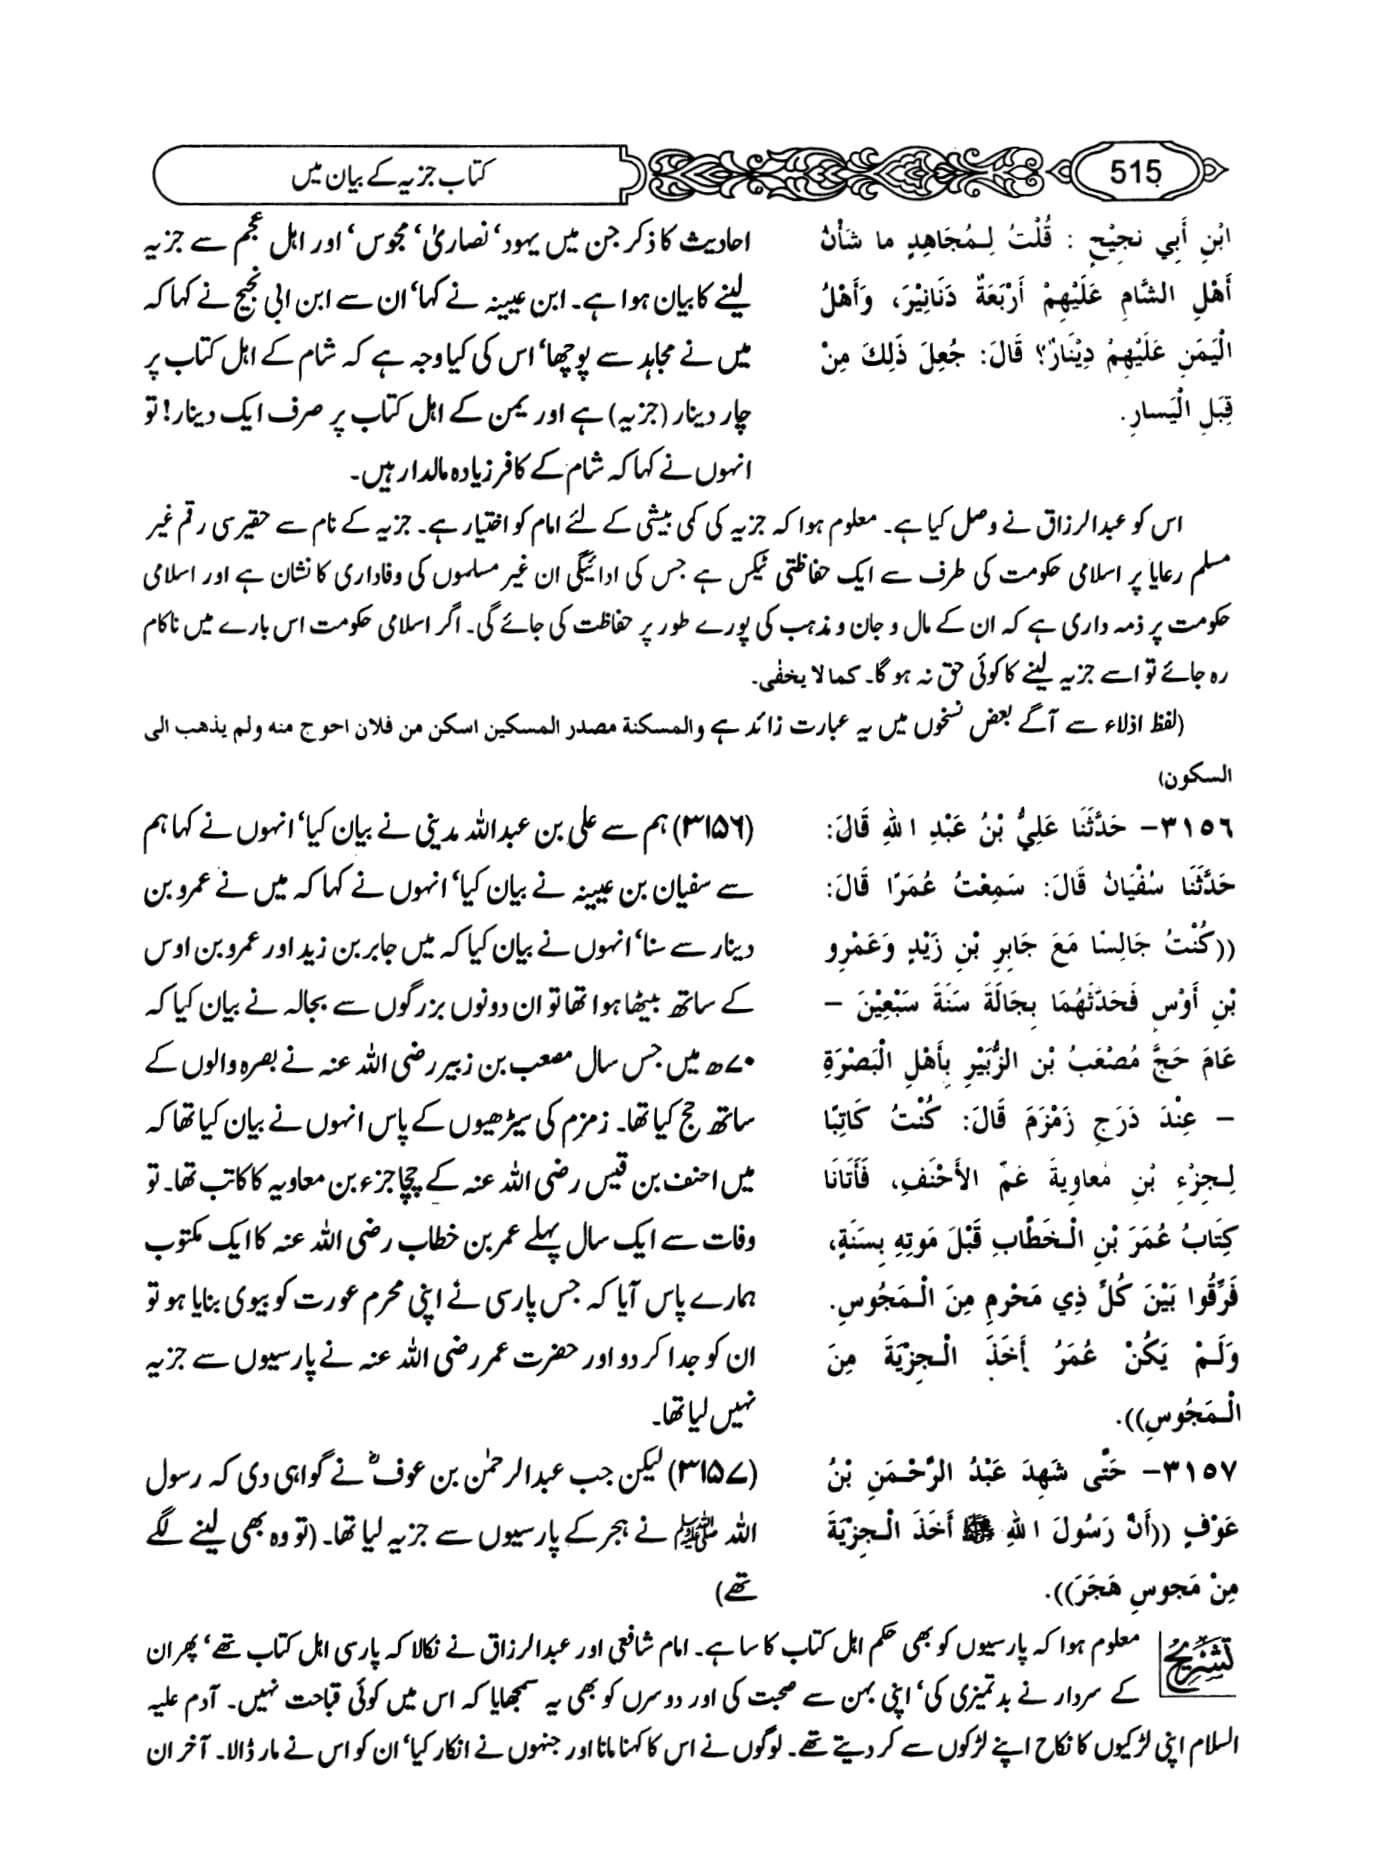 515
کتاب جزیہ کے بیان میں
ابْنِ أَبِي نَجِيْحٍ : قُلْتُ لِـمُجَاهِدٍ مَا شَأْنُ
أَهْلِ الشَّامِ عَلَيْهِمْ أَرْبَعَةُ دَنَانِيْرَ، وَأَهْلُ
الْيَمَنِ عَلَيْهِمْ دِيْنَارٌ؟ قَالَ: جُعِلَ ذَلِكَ مِنْ
قِبَلِ الْيَسَارِ.
احادیث کا ذکر جن میں یہود‘ نصاریٰ‘ مجوس‘ اور اہل عجم سے جزیہ
لینے کا بیان ہوا ہے۔ ابن عیینہ نے کہا‘ ان سے ابن ابی نجیح نے کہا کہ
میں نے مجاہد سے پوچھا‘ اس کی کیا وجہ ہے کہ شام کے اہل کتاب پر
چار دینار (جزیہ) ہے اور یمن کے اہل کتاب پر صرف ایک دینار! تو
انہوں نے کہا کہ شام کے کافر زیادہ مالدار ہیں۔
اس کو عبدالرزاق نے وصل کیا ہے۔ معلوم ہوا کہ جزیہ کی کمی بیشی کے لئے امام کو اختیار ہے۔ جزیہ کے نام سے حقیر سی رقم غیر
مسلم رعایا پر اسلامی حکومت کی طرف سے ایک حفاظتی ٹیکس ہے جس کی ادائیگی ان غیر مسلموں کی وفاداری کا نشان ہے اور اسلامی
حکومت پر ذمہ داری ہے کہ ان کے مال و جان و مذہب کی پورے طور پر حفاظت کی جائے گی۔ اگر اسلامی حکومت اس بارے میں ناکام
رہ جائے تو اسے جزیہ لینے کا کوئی حق نہ ہو گا۔ کما لا یخفٰی۔
(لفظ اذلاء سے آگے بعض نسخوں میں یہ عبارت زائد ہے والمسکنة مصدر المسکین اسکن من فلان احوج منه ولم یذهب الی
السکون)
٣١٥٦- حَدَّثَنَا عَلِيُّ بْنُ عَبْدِ اللهِ قَالَ:
حَدَّثَنَا سُفْيَانُ قَالَ: سَمِعْتُ عُمَرًا قَالَ:
((كُنْتُ جَالِسًا مَعَ جَابِرِ بْنِ زَيْدٍ وَعَمْرِو
بْنِ أَوْسٍ فَحَدَّثَهُمَا بِجَالَةُ سَنَةَ سَبْعِيْنَ –
عَامَ حَجَّ مُصْعَبُ بْنِ الزُّبَيْرِ بِأَهْلِ الْبَصْرَةِ
– عِنْدَ دَرَجِ زَمْزَمَ قَالَ: كُنْتُ كَاتِبًا
لِـجَزْءِ بْنِ مُعَاوِيَةَ عَمِّ الأَحْنَفِ، فَأَتَانَا
كِتَابُ عُمَرَ بْنِ الْـخَطَّابِ قَبْلَ مَوتِهِ بِسَنَةٍ،
فَرِّقُوا بَيْنَ كُلِّ ذِي مَحْرَمٍ مِنَ الْـمَجُوسِ.
وَلَـمْ يَكُنْ عُمَرُ أَخَذَ الْـجِزْيَةَ مِنَ
الْـمَجُوسِ)).
(۳۱۵۶) ہم سے علی بن عبداللہ مدینی نے بیان کیا‘ انہوں نے کہا ہم
سے سفیان بن عیینہ نے بیان کیا‘ انہوں نے کہا کہ میں نے عمرو بن
دینار سے سنا‘ انہوں نے بیان کیا کہ میں جابر بن زید اور عمرو بن اوس
کے ساتھ بیٹھا ہوا تھا تو ان دونوں بزرگوں سے بجالہ نے بیان کیا کہ
۷۰ھ میں جس سال مصعب بن زبیر رضی اللہ عنہ نے بصرہ والوں کے
ساتھ حج کیا تھا۔ زمزم کی سیڑھیوں کے پاس انہوں نے بیان کیا تھا کہ
میں احنف بن قیس رضی اللہ عنہ کے چچا جزء بن معاویہ کا کاتب تھا۔ تو
وفات سے ایک سال پہلے عمر بن خطاب رضی اللہ عنہ کا ایک مکتوب
ہمارے پاس آیا کہ جس پارسی نے اپنی محرم عورت کو بیوی بنایا ہو تو
ان کو جدا کر دو اور حضرت عمر رضی اللہ عنہ نے پارسیوں سے جزیہ
نہیں لیا تھا۔
٣١٥٧- حَتَّى شَهِدَ عَبْدُ الرَّحْـمَنِ بْنُ
عَوْفٍ ((أَنَّ رَسُولَ اللهِ ﷺ أَخَذَ الْـجِزْيَةَ
مِنْ مَجُوسِ هَجَرَ)).
(۳۱۵۷) لیکن جب عبدالرحمٰن بن عوف ؓ نے گواہی دی کہ رسول
اللہ ﷺ نے ہجر کے پارسیوں سے جزیہ لیا تھا۔ (تو وہ بھی لینے لگے
تھے)
تشریح معلوم ہوا کہ پارسیوں کو بھی حکم اہل کتاب کا سا ہے۔ امام شافعی اور عبدالرزاق نے نکالا کہ پارسی اہل کتاب تھے‘ پھر ان
کے سردار نے بدتمیزی کی‘ اپنی بہن سے صحبت کی اور دوسروں کو بھی یہ سمجھایا کہ اس میں کوئی قباحت نہیں۔ آدم علیہ
السلام اپنی لڑکیوں کا نکاح اپنے لڑکوں سے کر دیتے تھے۔ لوگوں نے اس کا کہنا مانا اور جنہوں نے انکار کیا‘ ان کو اس نے مار ڈالا۔ آخر ان